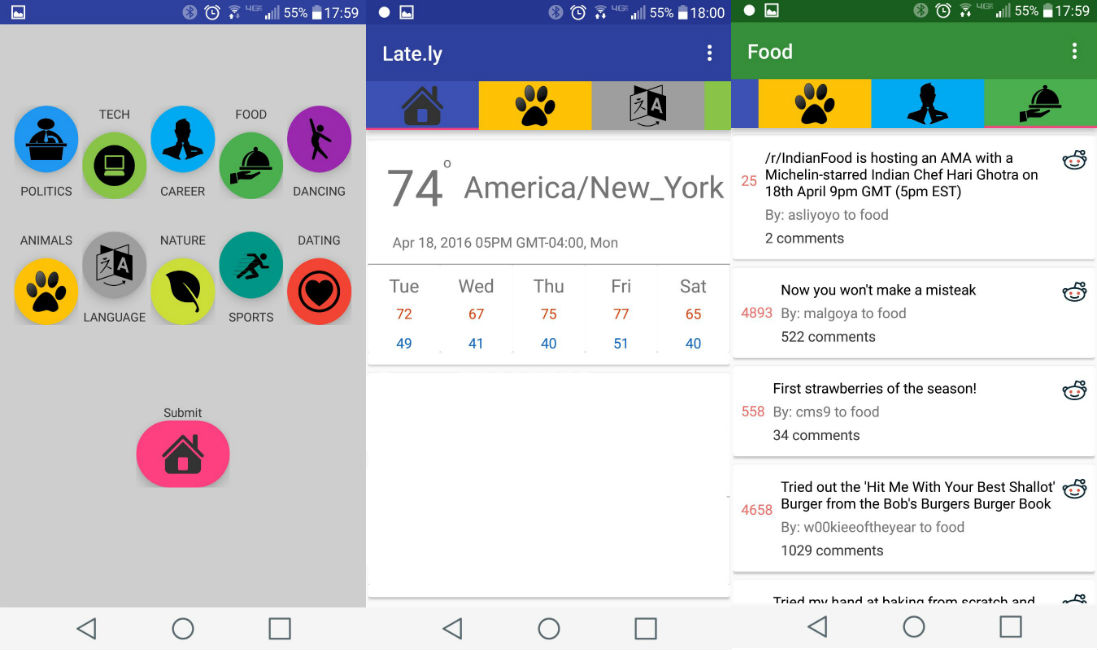 55% 17:59
TECH
FOOD
POLITICS
CAREER
DANCING
ANIMALS
NATURE
DATING
A
LANGUAGE
SPORTS
Submit
4G 55% 18:00
Late.ly
A
74° America/New_York
Apr 18, 2016 05PM GMT-04:00, Mon
Tue Wed Thu Fri Sat
72 67 75 77 65
49 41 40 51 40
55% 17:59
Food
/r/IndianFood is hosting an AMA with a
25 Michelin-starred Indian Chef Hari Ghotra on
18th April 9pm GMT (5pm EST)
By: asliyoyo to food
2 comments
Now you won't make a misteak
4893 By: malgoya to food
522 comments
First strawberries of the season!
558 By: cms9 to food
34 comments
Tried out the 'Hit Me With Your Best Shallot'
4658 Burger from the Bob's Burgers Burger Book
By: w00kieeoftheyear to food
1029 comments
Tried my hand at baking from scratch and